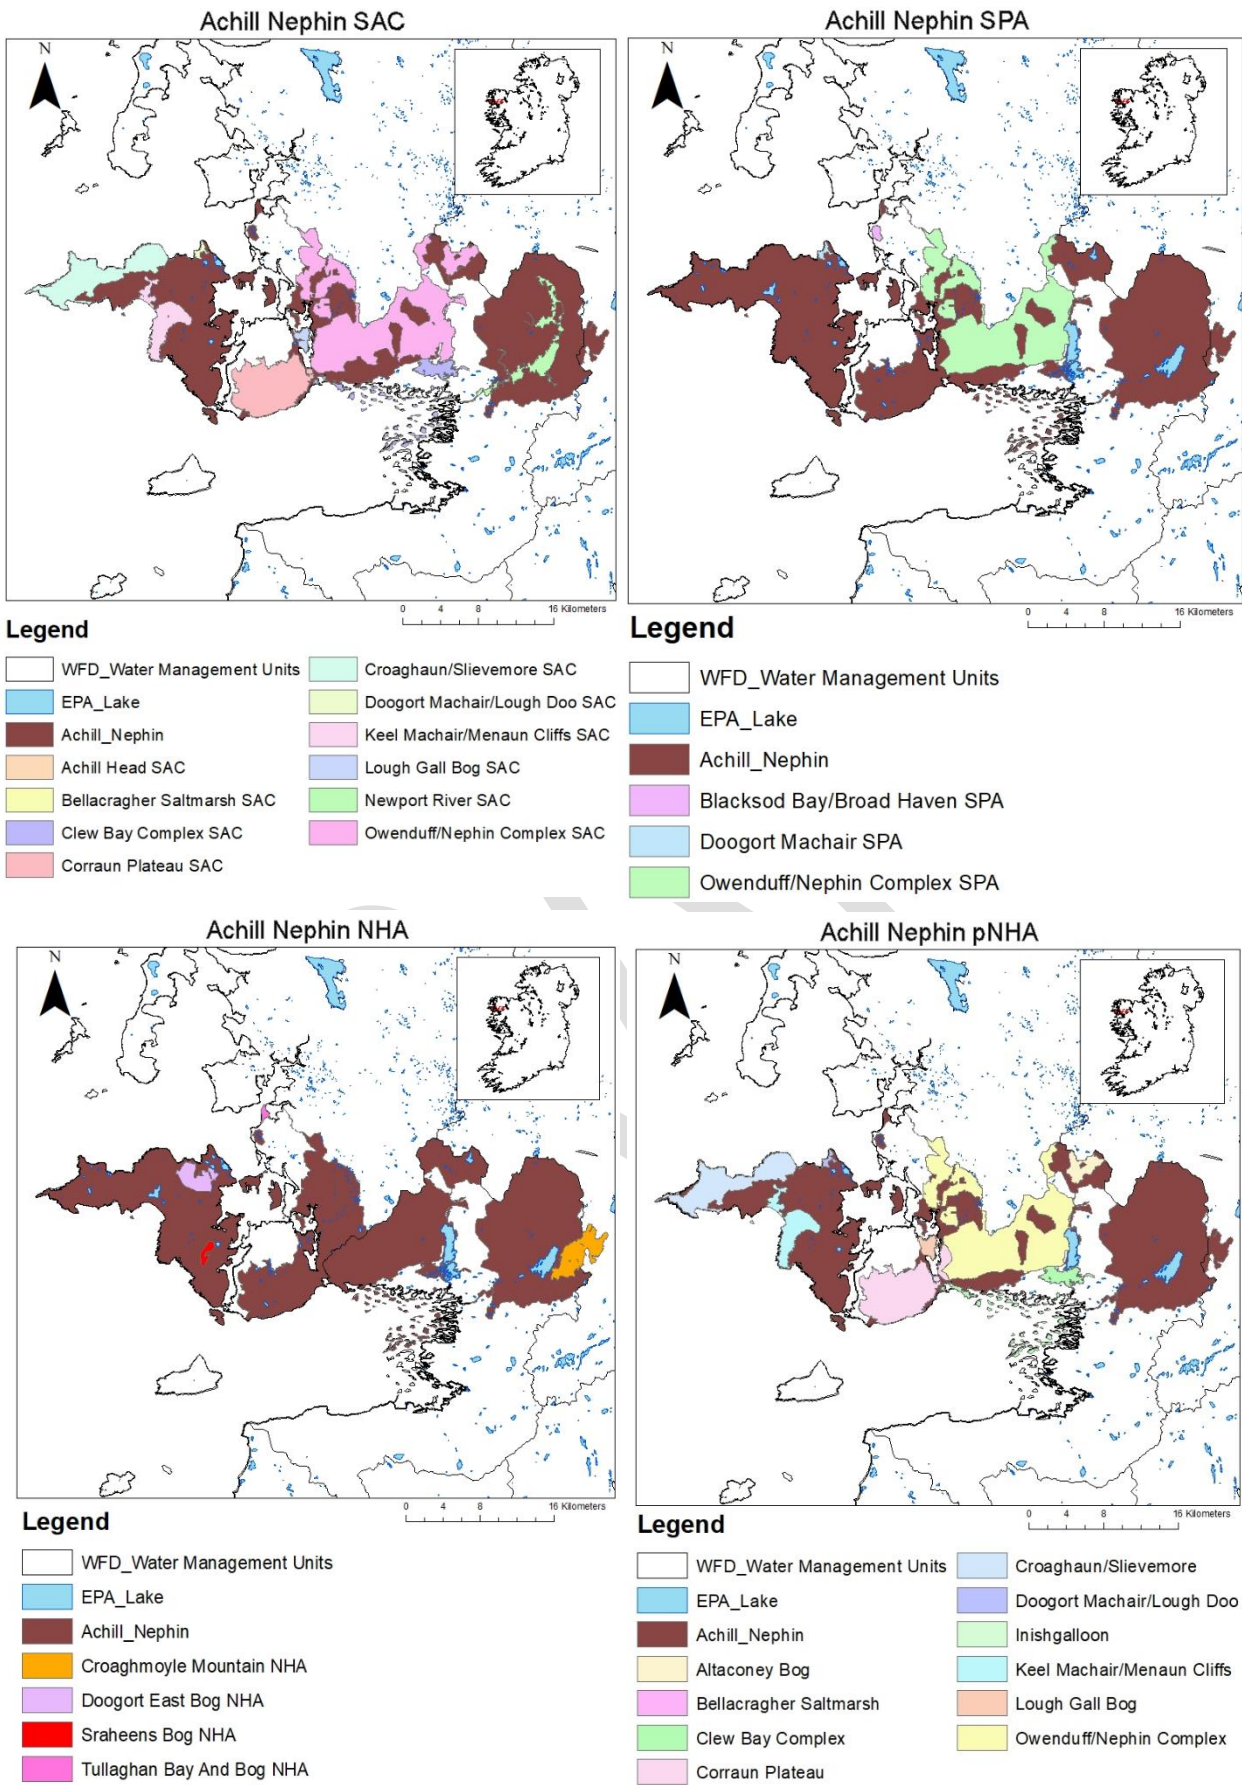 Achill Nephin SAC
N
0 4 8 16 Kilometers
Legend
WFD_Water Management Units
EPA_Lake
Achill_Nephin
Achill Head SAC
Bellacragher Saltmarsh SAC
Clew Bay Complex SAC
Corraun Plateau SAC
Croaghaun/Slievemore SAC
Doogort Machair/Lough Doo SAC
Keel Machair/Menaun Cliffs SAC
Lough Gall Bog SAC
Newport River SAC
Owenduff/Nephin Complex SAC
Achill Nephin SPA
N
0 4 8 16 Kilometers
Legend
WFD_Water Management Units
EPA_Lake
Achill_Nephin
Blacksod Bay/Broad Haven SPA
Doogort Machair SPA
Owenduff/Nephin Complex SPA
Achill Nephin NHA
N
0 4 8 16 Kilometers
Legend
WFD_Water Management Units
EPA_Lake
Achill_Nephin
Croaghmoyle Mountain NHA
Doogort East Bog NHA
Sraheens Bog NHA
Tullaghan Bay And Bog NHA
Achill Nephin pNHA
N
0 4 8 16 Kilometers
Legend
WFD_Water Management Units
EPA_Lake
Achill_Nephin
Altaconey Bog
Bellacragher Saltmarsh
Clew Bay Complex
Corraun Plateau
Croaghaun/Slievemore
Doogort Machair/Lough Doo
Inishgalloon
Keel Machair/Menaun Cliffs
Lough Gall Bog
Owenduff/Nephin Complex